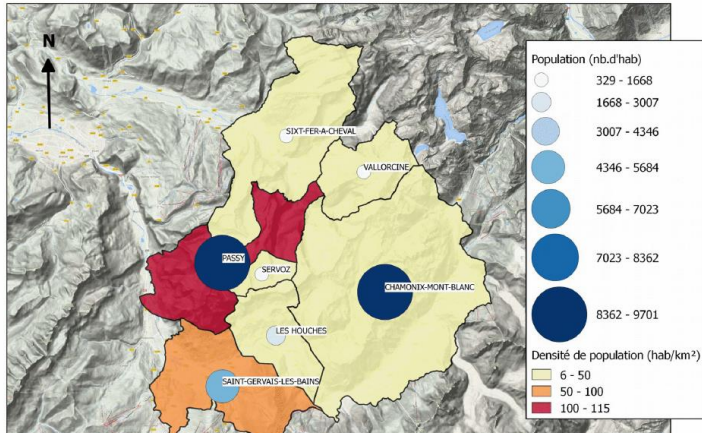 N
SIXT-FER-A-CHEVAL
VALLORCINE
PASSY
SERVOZ
CHAMONIX-MONT-BLANC
LES HOUCHES
SAINT-GERVAIS-LES-BAINS
Population (nb.d'hab)
329 - 1668
1668 - 3007
3007 - 4346
4346 - 5684
5684 - 7023
7023 - 8362
8362 - 9701
Densité de population (hab/km²)
6 - 50
50 - 100
100 - 115